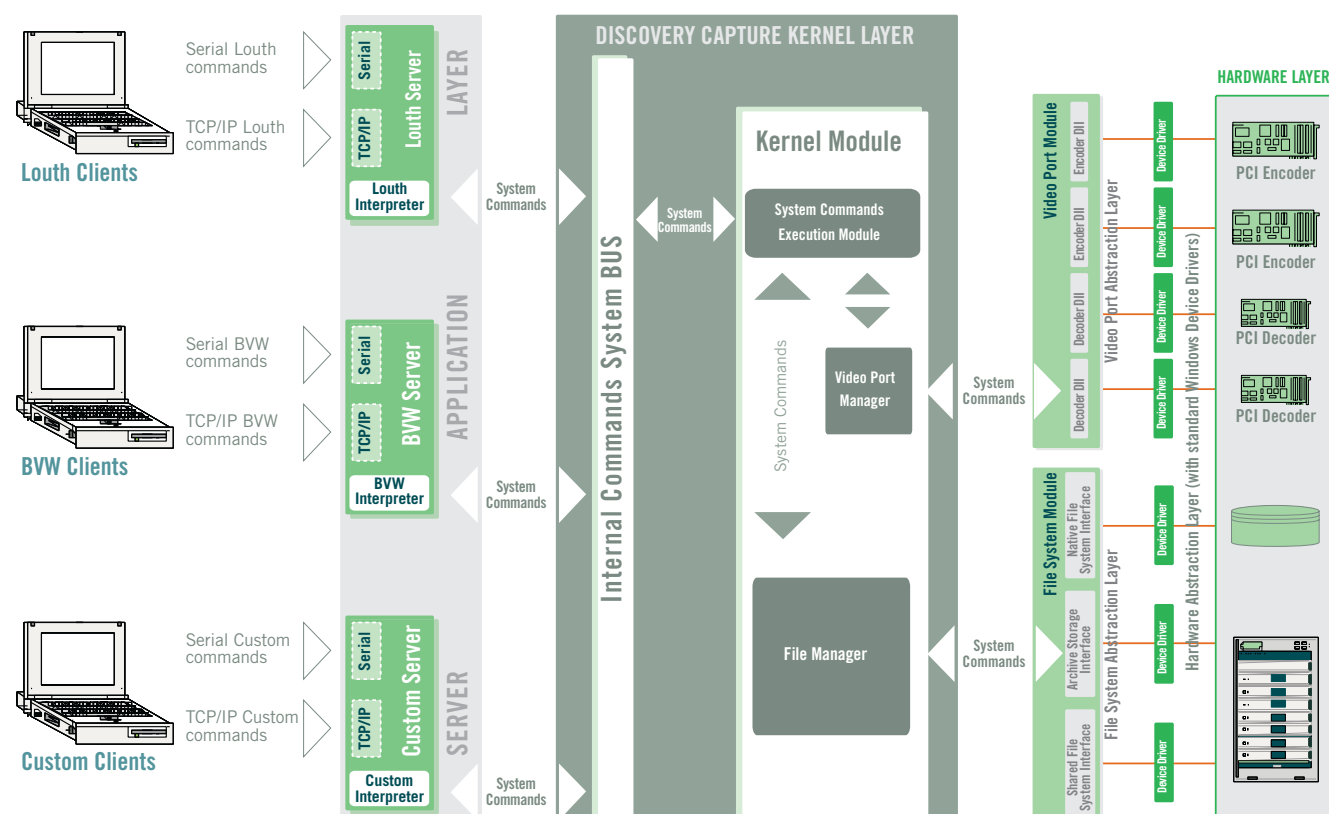 Serial Louth
commands
TCP/IP Louth
commands
Louth Clients
Serial BVW
commands
TCP/IP BVW
commands
BVW Clients
Serial Custom
commands
TCP/IP Custom
commands
Custom Clients
Serial
TCP/IP
Louth Server
Louth
Interpreter
Serial
TCP/IP
BVW Server
BVW
Interpreter
Serial
TCP/IP
Custom Server
Custom
Interpreter
SERVER APPLICATION LAYER
System
Commands
System
Commands
System
Commands
DISCOVERY CAPTURE KERNEL LAYER
Internal Commands System BUS
System
Commands
Kernel Module
System Commands
Execution Module
System Commands
Video Port
Manager
File Manager
System
Commands
System
Commands
Video Port Module
Encoder Dll
Encoder Dll
Decoder Dll
Decoder Dll
Video Port Abstraction Layer
File System Module
Native File
System Interface
Archive Storage
Interface
Shared File
System Interface
File System Abstraction Layer
Device Driver
Device Driver
Device Driver
Device Driver
Device Driver
Device Driver
Device Driver
Hardware Abstraction Layer (with standard Windows Device Drivers)
HARDWARE LAYER
PCI Encoder
PCI Encoder
PCI Decoder
PCI Decoder